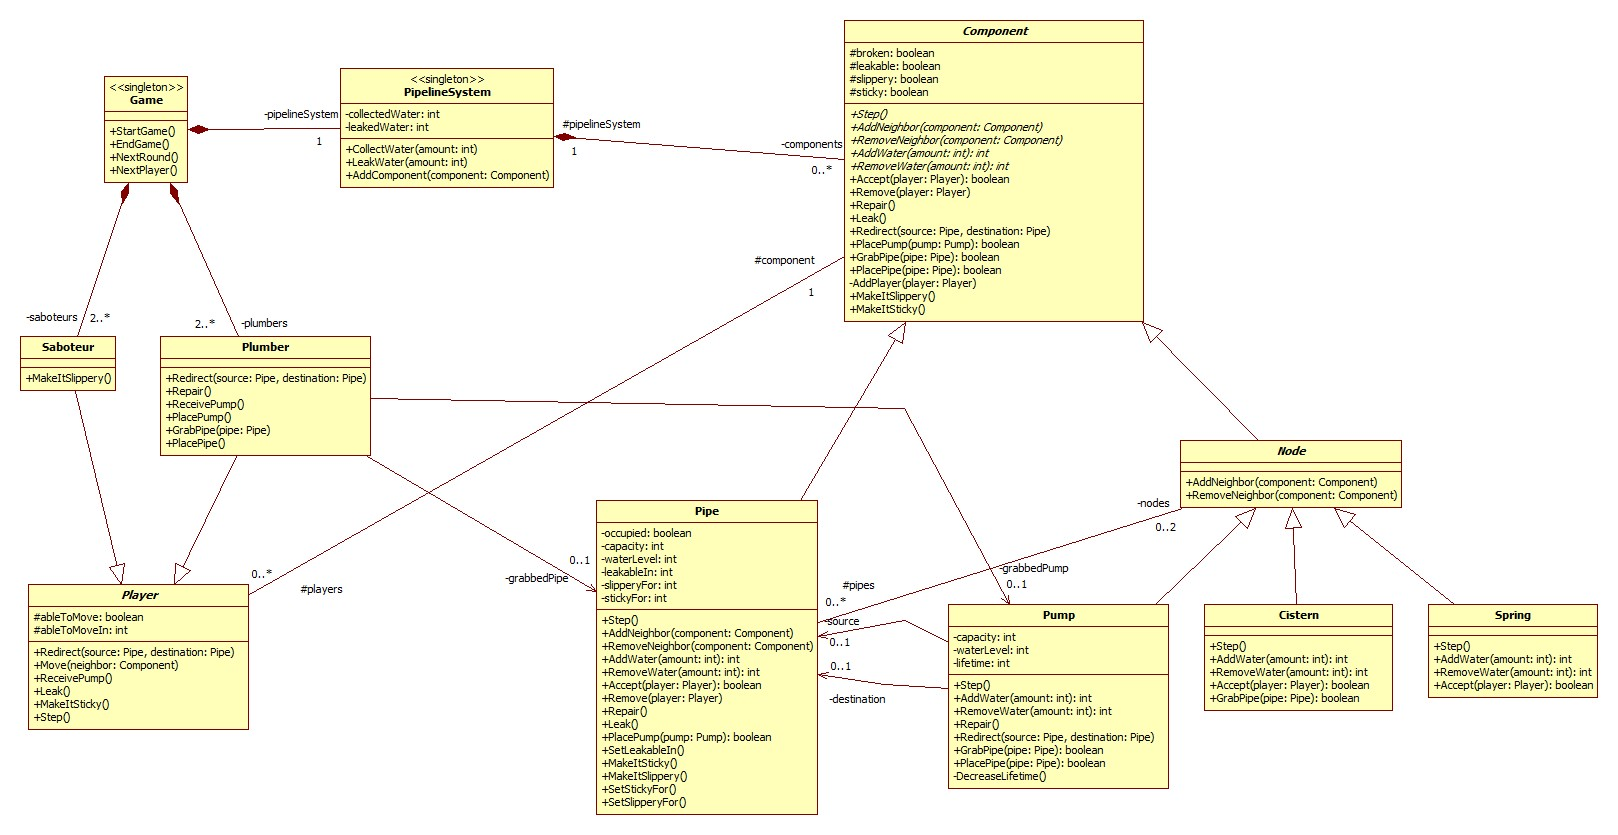 <<singleton>>
Game
+StartGame()
+EndGame()
+NextRound()
+NextPlayer()
-pipelineSystem
1
<<singleton>>
PipelineSystem
-collectedWater: int
-leakedWater: int
+CollectWater(amount: int)
+LeakWater(amount: int)
+AddComponent(component: Component)
#pipelineSystem
1
-components
0..*
Component
#broken: boolean
#leakable: boolean
#slippery: boolean
#sticky: boolean
+Step()
+AddNeighbor(component: Component)
+RemoveNeighbor(component: Component)
+AddWater(amount: int): int
+RemoveWater(amount: int): int
+Accept(player: Player): boolean
+Remove(player: Player)
+Repair()
+Leak()
+Redirect(source: Pipe, destination: Pipe)
+PlacePump(pump: Pump): boolean
+GrabPipe(pipe: Pipe): boolean
+PlacePipe(pipe: Pipe): boolean
-AddPlayer(player: Player)
+MakeItSlippery()
+MakeItSticky()
#component
1
-saboteurs
2..*
2..*
-plumbers
Saboteur
+MakeItSlippery()
Plumber
+Redirect(source: Pipe, destination: Pipe)
+Repair()
+ReceivePump()
+PlacePump()
+GrabPipe(pipe: Pipe)
+PlacePipe()
Node
+AddNeighbor(component: Component)
+RemoveNeighbor(component: Component)
-nodes
0..2
0..*
#players
0..1
-grabbedPipe
Player
#ableToMove: boolean
#ableToMoveIn: int
+Redirect(source: Pipe, destination: Pipe)
+Move(neighbor: Component)
+ReceivePump()
+Leak()
+MakeItSticky()
+Step()
Pipe
-occupied: boolean
-capacity: int
-waterLevel: int
-leakableIn: int
-slipperyFor: int
-stickyFor: int
+Step()
+AddNeighbor(component: Component)
+RemoveNeighbor(component: Component)
+AddWater(amount: int): int
+RemoveWater(amount: int): int
+Accept(player: Player): boolean
+Remove(player: Player)
+Repair()
+Leak()
+PlacePump(pump: Pump): boolean
+SetLeakableIn()
+MakeItSticky()
+MakeItSlippery()
+SetStickyFor()
+SetSlipperyFor()
#pipes
0..*
-source
0..1
0..1
-destination
-grabbedPump
0..1
Pump
-capacity: int
-waterLevel: int
-lifetime: int
+Step()
+AddWater(amount: int): int
+RemoveWater(amount: int): int
+Repair()
+Redirect(source: Pipe, destination: Pipe)
+GrabPipe(pipe: Pipe): boolean
+PlacePipe(pipe: Pipe): boolean
-DecreaseLifetime()
Cistern
+Step()
+AddWater(amount: int): int
+RemoveWater(amount: int): int
+Accept(player: Player): boolean
+GrabPipe(pipe: Pipe): boolean
Spring
+Step()
+AddWater(amount: int): int
+RemoveWater(amount: int): int
+Accept(player: Player): boolean